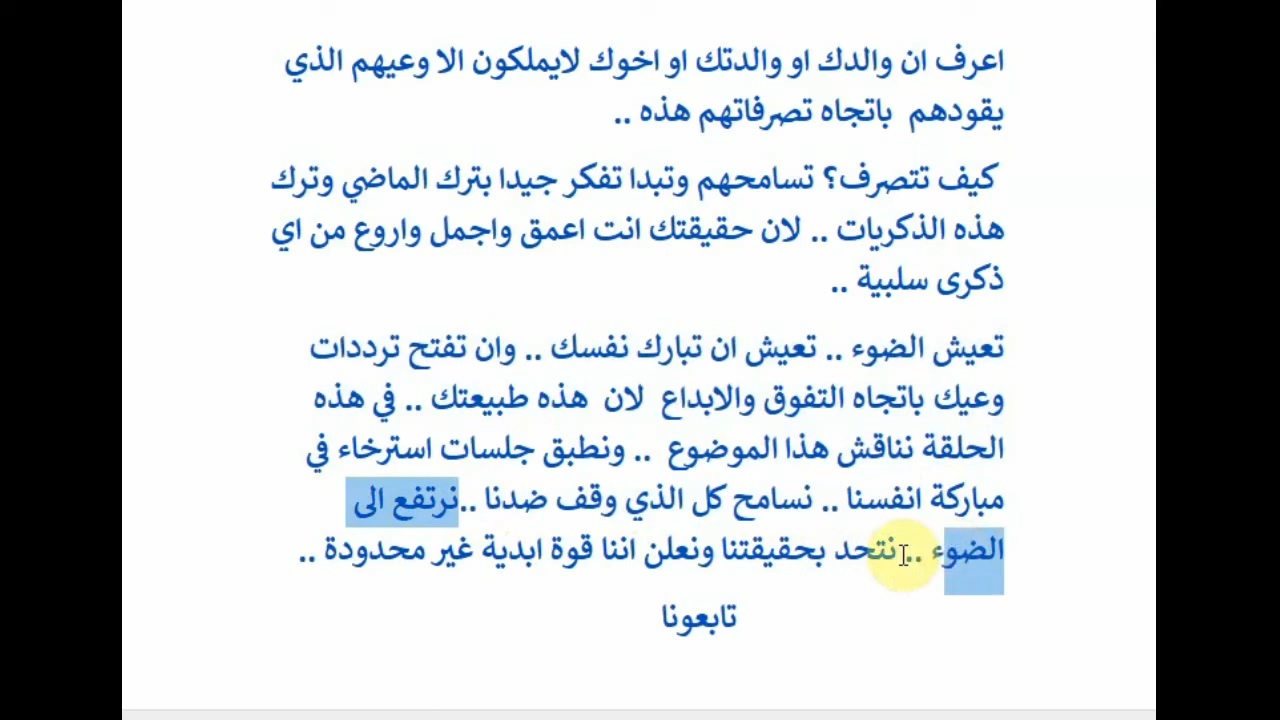 اعرف ان والدك او والدتك او اخوك لايملكون الا وعيهم الذي
يقودهم باتجاه تصرفاتهم هذه ..
كيف تتصرف؟ تسامحهم وتبدا تفكر جيدا بترك الماضي وترك
هذه الذكريات .. لان حقيقتك انت اعمق واجمل واروع من اي
ذكرى سلبية ..
تعيش الضوء .. تعيش ان تبارك نفسك .. وان تفتح ترددات
وعيك باتجاه التفوق والابداع لان هذه طبيعتك .. في هذه
الحلقة نناقش هذا الموضوع .. ونطبق جلسات استرخاء في
مباركة انفسنا .. نسامح كل الذي وقف ضدنا ..نرتفع الى
الضوء .. نتحد بحقيقتنا ونعلن اننا قوة ابدية غير محدودة ..
تابعونا